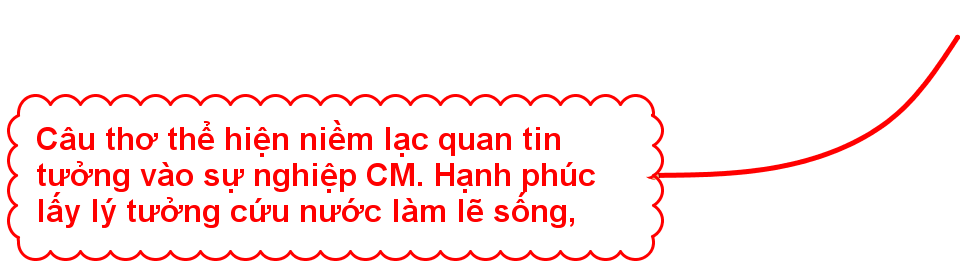 Câu thơ thể hiện niềm lạc quan tin
tưởng vào sự nghiệp CM. Hạnh phúc
lấy lý tưởng cứu nước làm lẽ sống,